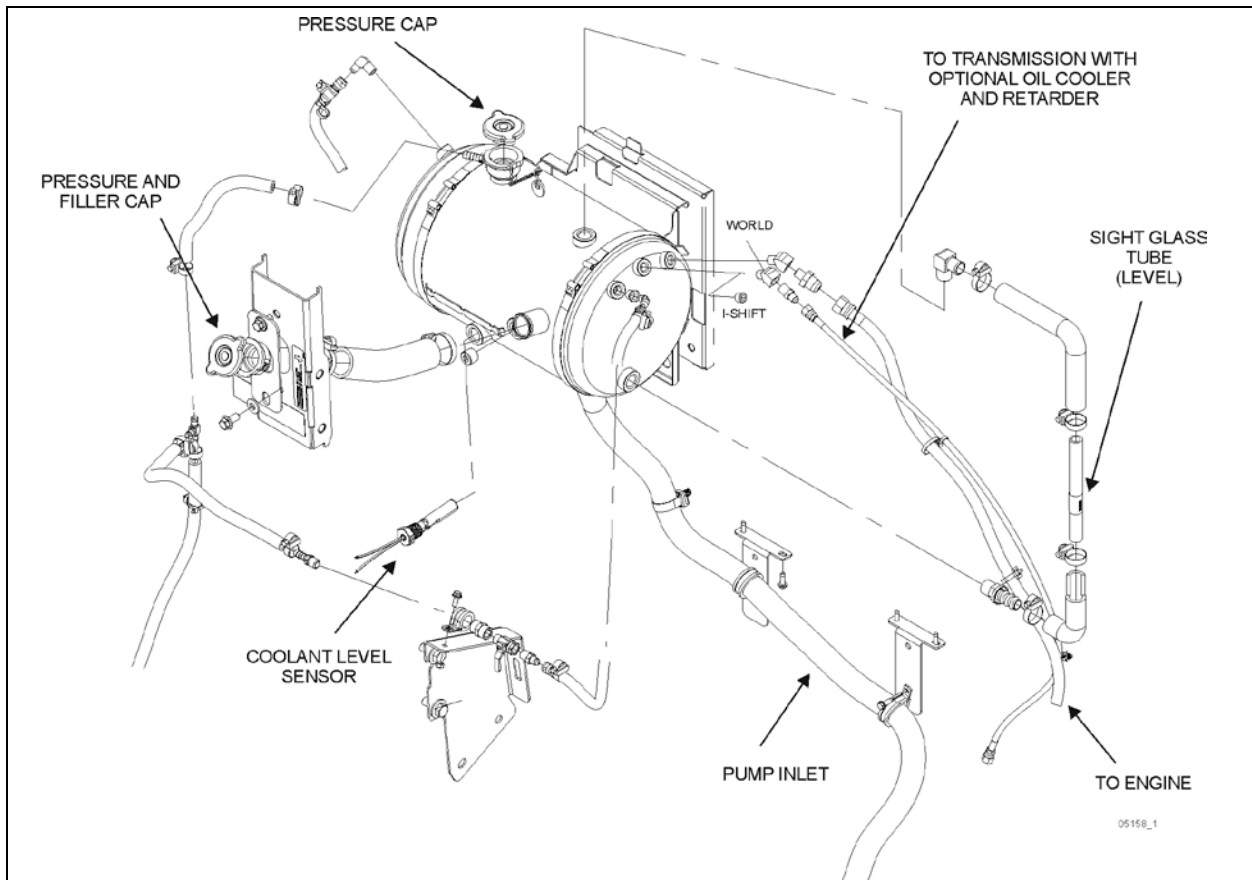 PRESSURE CAP
TO TRANSMISSION WITH
OPTIONAL OIL COOLER
AND RETARDER
PRESSURE AND
FILLER CAP
WORLD
SIGHT GLASS
TUBE
(LEVEL)
I-SHIFT
COOLANT LEVEL
SENSOR
PUMP INLET
TO ENGINE
05158_1